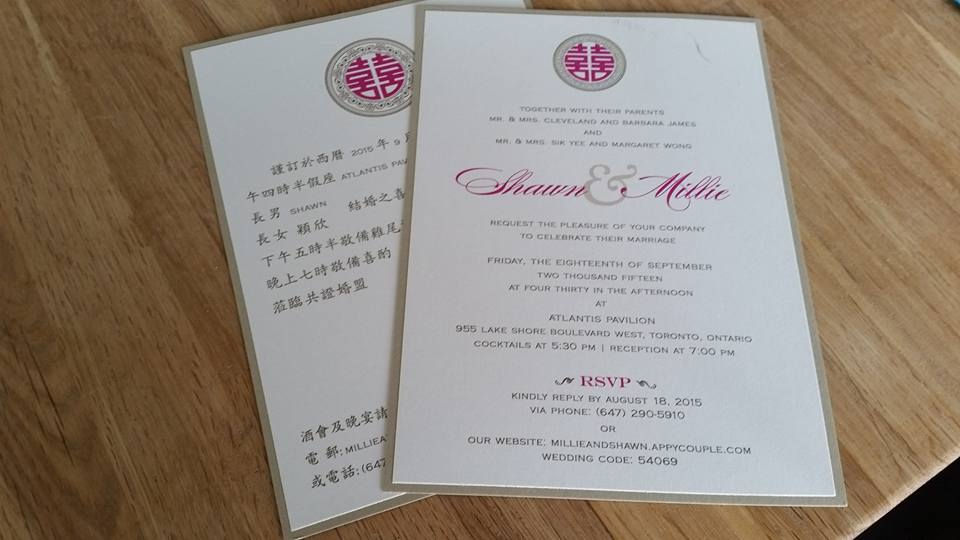 囍
謹訂於西曆 2015 年 9 月
午四時半假座 ATLANTIS PAV
長男 SHAWN 結婚之喜
長女 穎欣
下午五時半敬備雞尾
晚上七時敬備喜酌
蒞臨共證婚盟
酒會及晚宴請
電 郵: MILLIEA
或電話: (647
囍
TOGETHER WITH THEIR PARENTS
MR. & MRS. CLEVELAND AND BARBARA JAMES
AND
MR. & MRS. SIK YEE AND MARGARET WONG
Shawn & Millie
REQUEST THE PLEASURE OF YOUR COMPANY
TO CELEBRATE THEIR MARRIAGE
FRIDAY, THE EIGHTEENTH OF SEPTEMBER
TWO THOUSAND FIFTEEN
AT FOUR THIRTY IN THE AFTERNOON
AT
ATLANTIS PAVILION
955 LAKE SHORE BOULEVARD WEST, TORONTO, ONTARIO
COCKTAILS AT 5:30 PM | RECEPTION AT 7:00 PM
RSVP
KINDLY REPLY BY AUGUST 18, 2015
VIA PHONE: (647) 290-5910
OR
OUR WEBSITE: MILLIEANDSHAWN.APPYCOUPLE.COM
WEDDING CODE: 54069